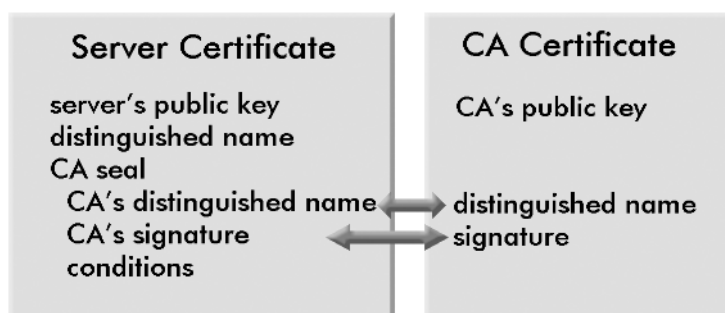 Server Certificate
server's public key
distinguished name
CA seal
CA's distinguished name
CA's signature
conditions
CA Certificate
CA's public key
distinguished name
signature